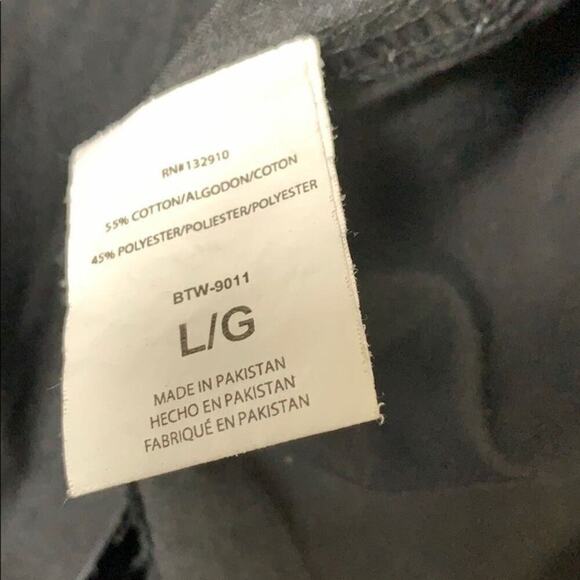 RN#132910
55% COTTON/ALGODON/COTON
45% POLYESTER/POLIESTER/POLYESTER
BTW-9011
L/G
MADE IN PAKISTAN
HECHO EN PAKISTAN
FABRIQUÉ EN PAKISTAN